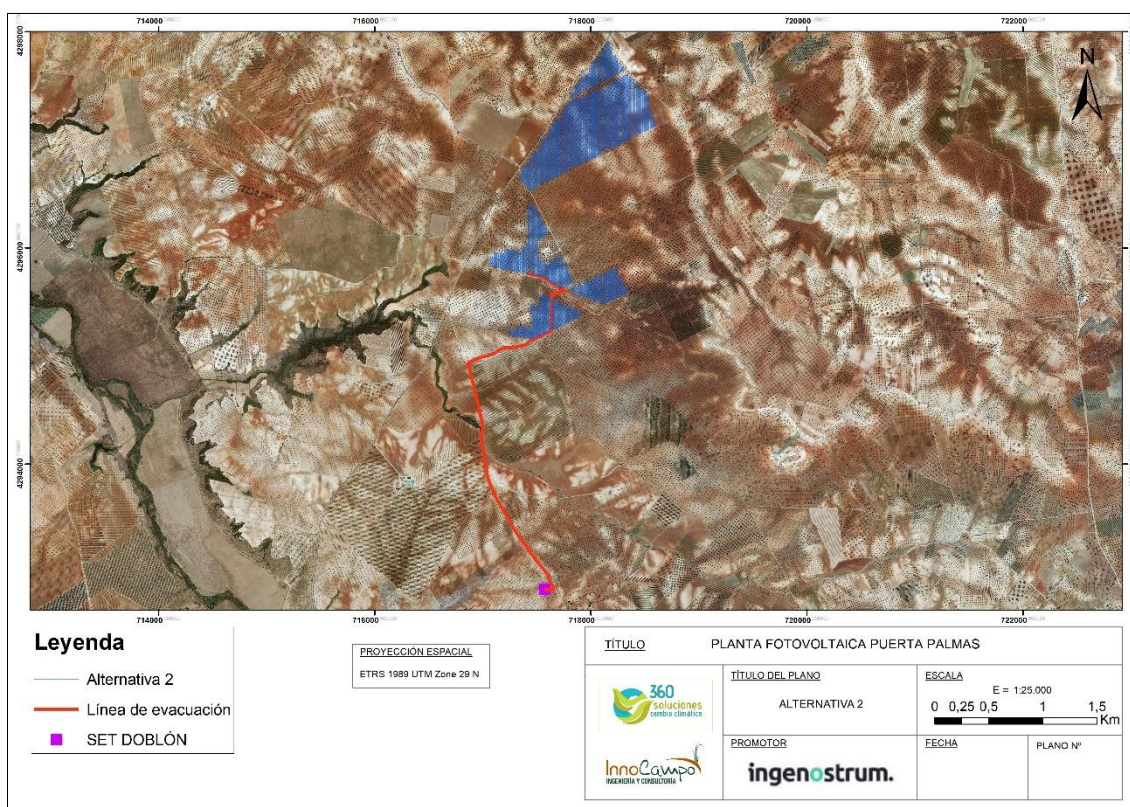 714000
716000
718000
720000
722000
4298000
4296000
4294000
N
714000
716000
718000
720000
722000
Leyenda
Alternativa 2
Línea de evacuación
SET DOBLÓN
PROYECCIÓN ESPACIAL
ETRS 1989 UTM Zone 29 N
TÍTULO
PLANTA FOTOVOLTAICA PUERTA PALMAS
360
soluciones
cambio climático
InnoCampo
INGENIERÍA Y CONSULTORÍA
TÍTULO DEL PLANO
ALTERNATIVA 2
ESCALA
E = 1:25.000
0 0,25 0,5 1 1,5
Km
PROMOTOR
ingenostrum.
FECHA
PLANO Nº